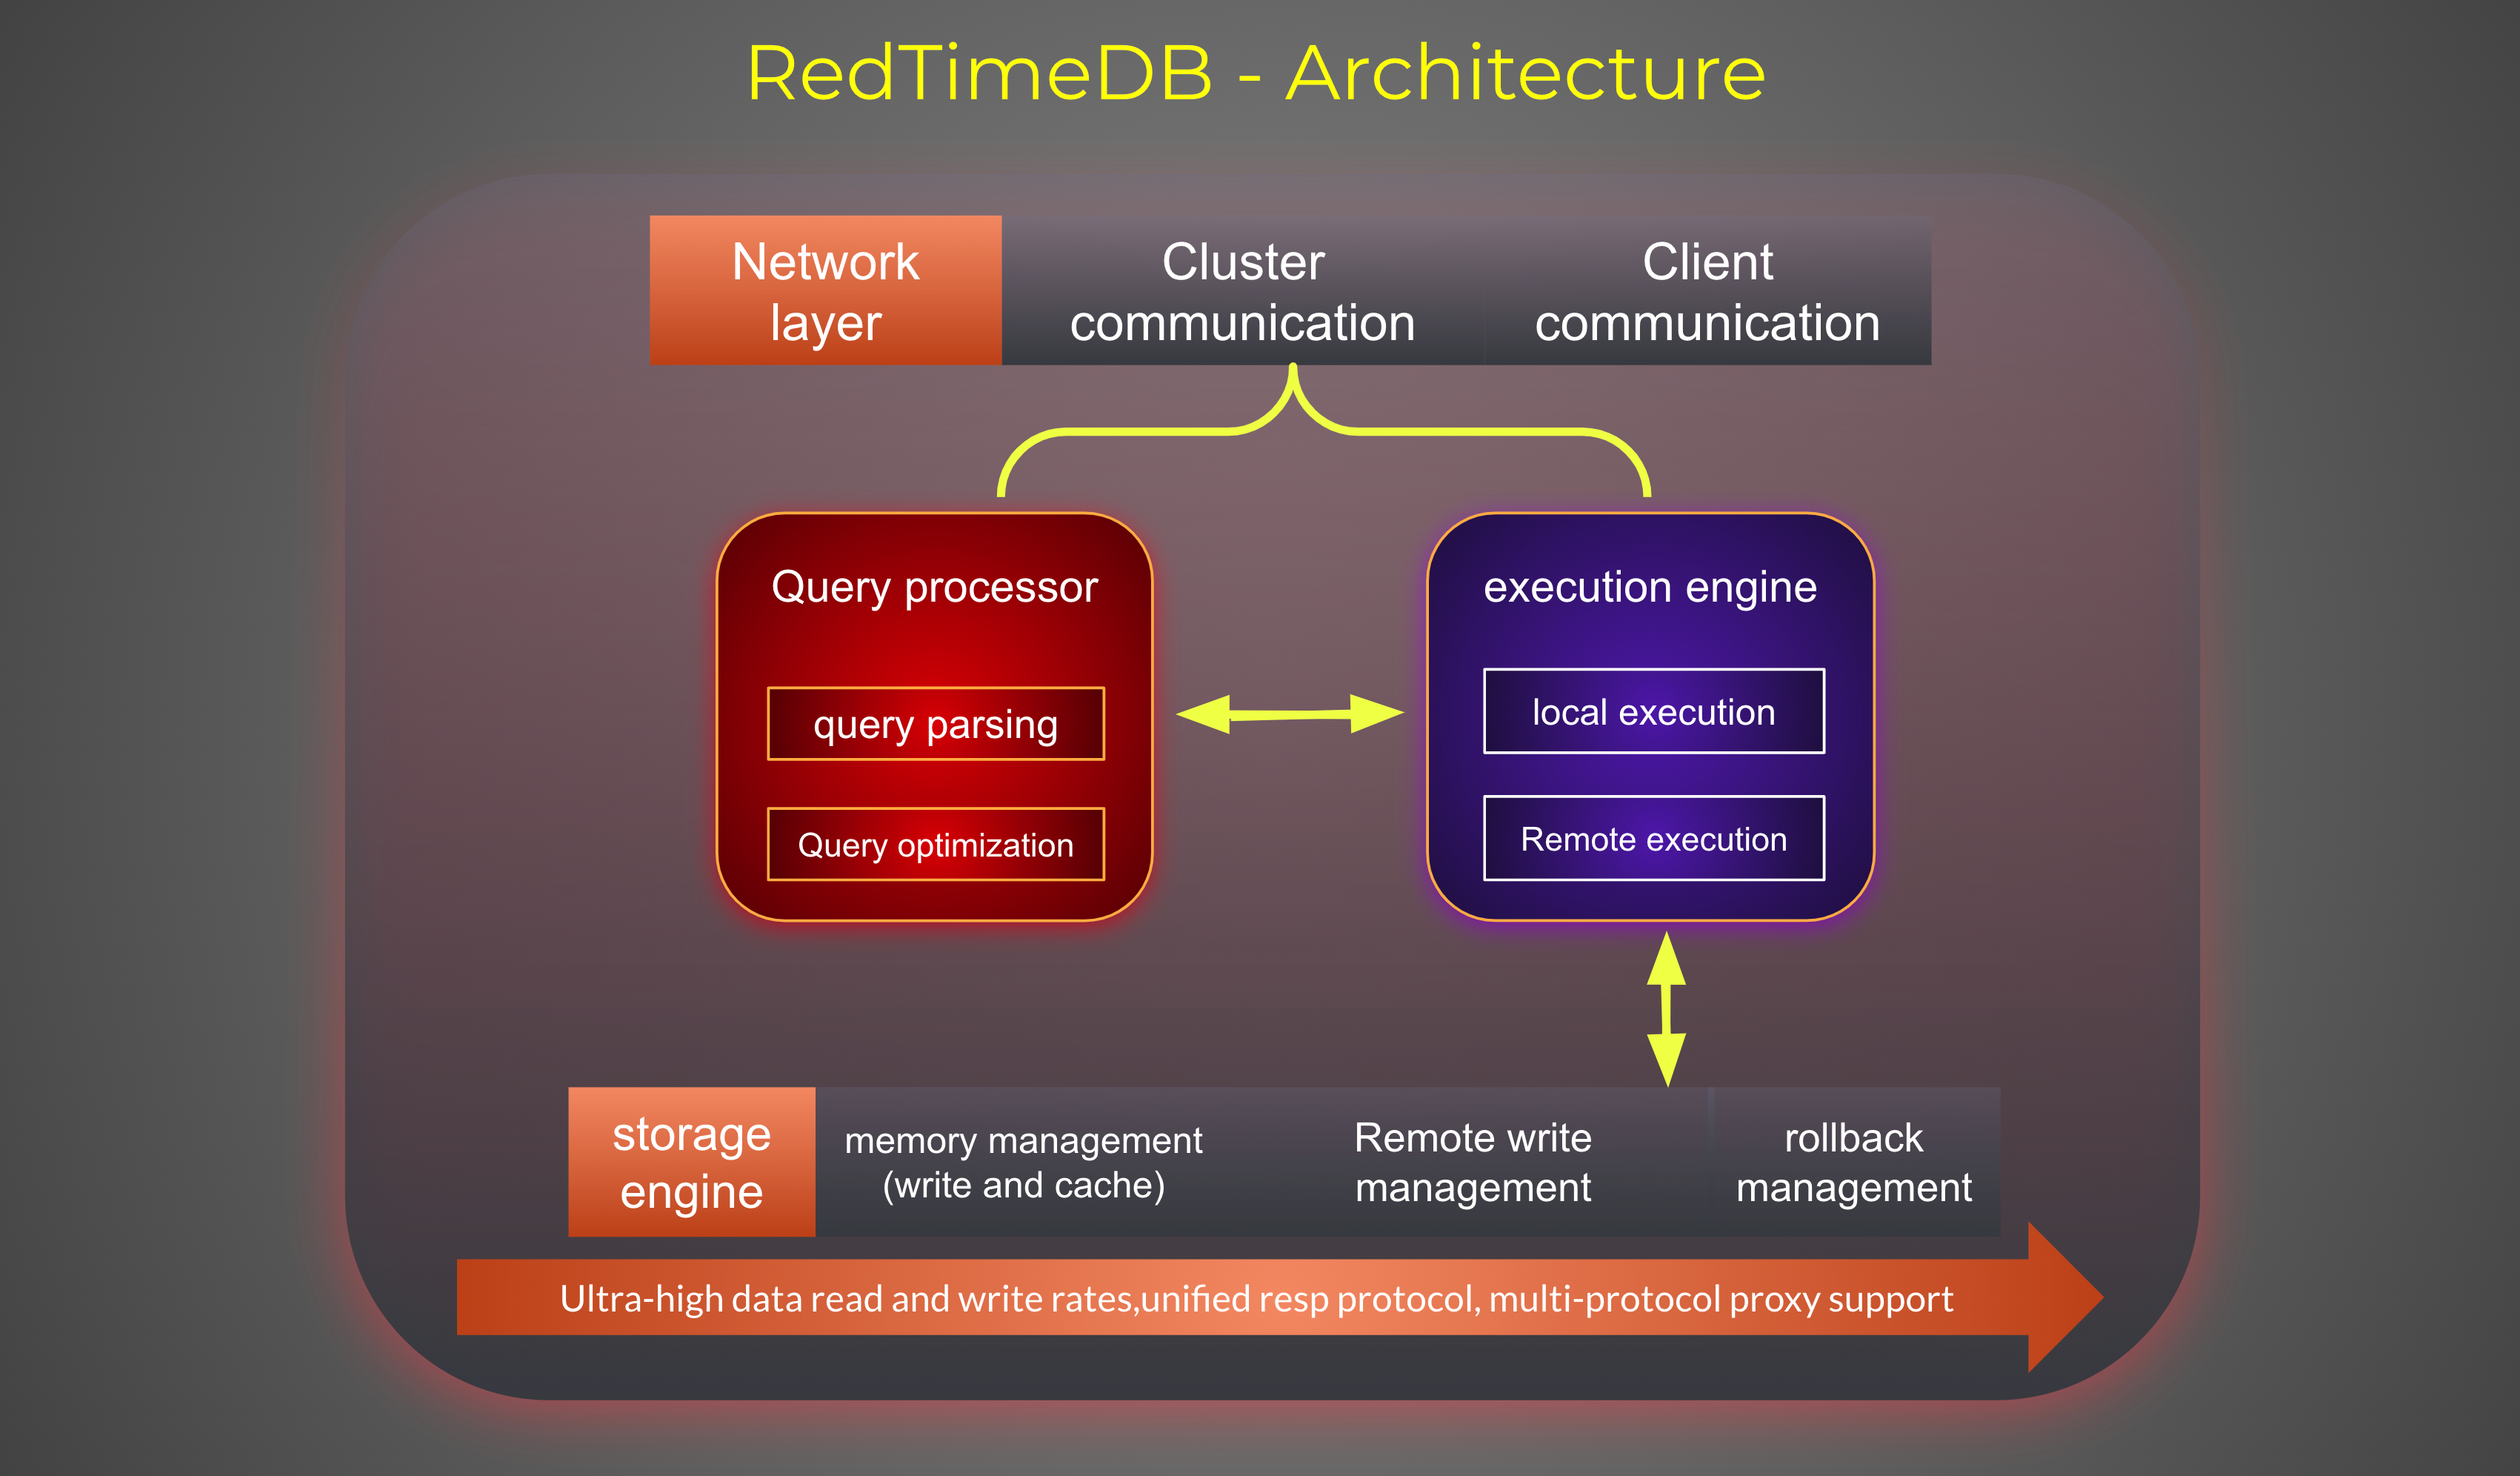 RedTimeDB - Architecture
Network
layer
Cluster
communication
Client
communication
Query processor
query parsing
Query optimization
execution engine
local execution
Remote execution
storage
engine
memory management
(write and cache)
Remote write
management
rollback
management
Ultra-high data read and write rates,unified resp protocol, multi-protocol proxy support